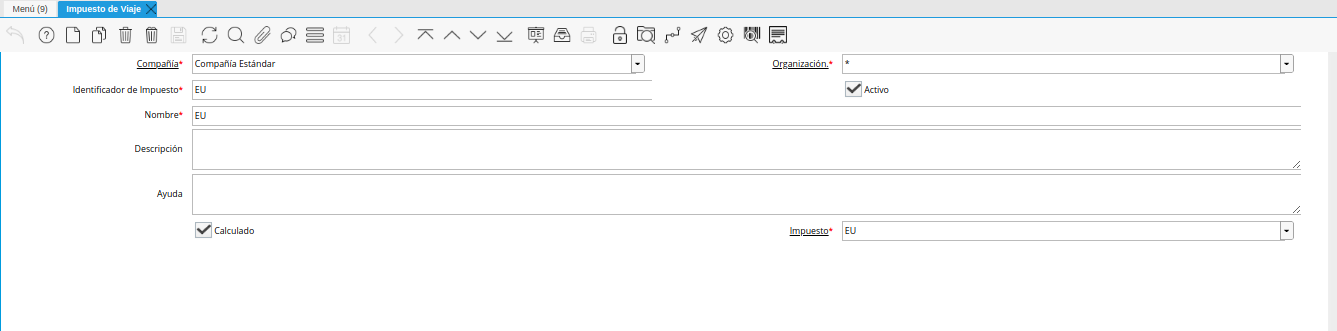 Menú (9) Impuesto de Viaje
Compañía* Compañía Estándar Organización.* *
Identificador de Impuesto* EU Activo
Nombre* EU
Descripción
Ayuda
Calculado Impuesto* EU